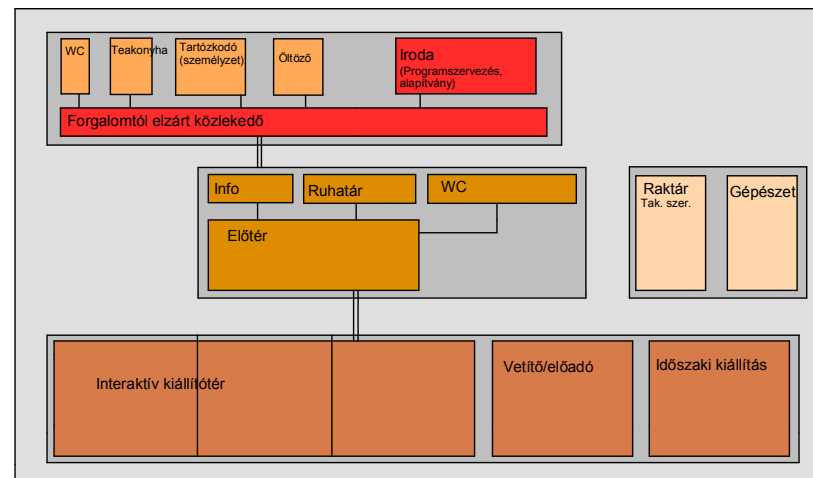 WC
Teakonyha
Tartózkodó
(személyzet)
Öltöző
Iroda
(Programszervezés,
alapítvány)
Forgalomtól elzárt közlekedő
Info
Ruhatár
WC
Előtér
Raktár
Tak. szer.
Gépészet
Interaktív kiállítótér
Vetítő/előadó
Időszaki kiállítás